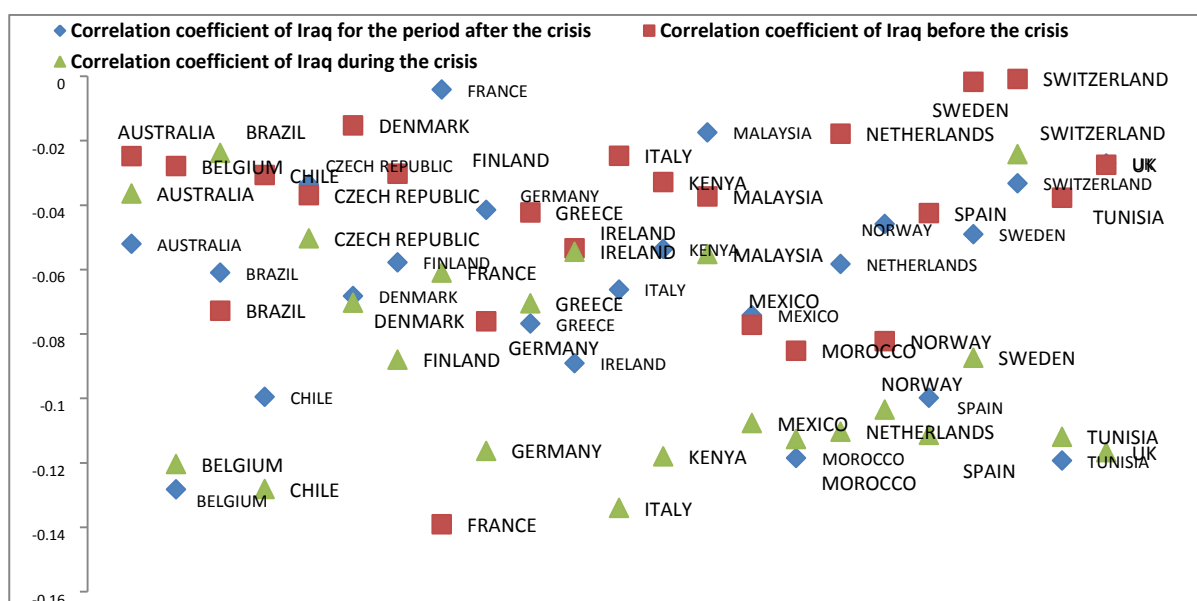 Correlation coefficient of Iraq for the period after the crisis
Correlation coefficient of Iraq before the crisis
Correlation coefficient of Iraq during the crisis
0
FRANCE
SWITZERLAND
SWEDEN
AUSTRALIA
BRAZIL
DENMARK
MALAYSIA
NETHERLANDS
SWITZERLAND
-0.02
BELGIUM
CZECH REPUBLIC
FINLAND
ITALY
UK
CHILE
KENYA
SWITZERLAND
AUSTRALIA
CZECH REPUBLIC
GERMANY
MALAYSIA
-0.04
GREECE
SPAIN
TUNISIA
IRELAND
NORWAY
SWEDEN
AUSTRALIA
CZECH REPUBLIC
IRELAND
KENYA
MALAYSIA
FINLAND
NETHERLANDS
-0.06
BRAZIL
FRANCE
ITALY
DENMARK
MEXICO
BRAZIL
GREECE
MEXICO
DENMARK
GREECE
-0.08
GERMANY
NORWAY
MOROCCO
FINLAND
IRELAND
SWEDEN
NORWAY
-0.1
CHILE
SPAIN
MEXICO
NETHERLANDS
TUNISIA
-0.12
BELGIUM
GERMANY
KENYA
MOROCCO
UK
TUNISIA
SPAIN
CHILE
MOROCCO
BELGIUM
ITALY
-0.14
FRANCE
-0.16